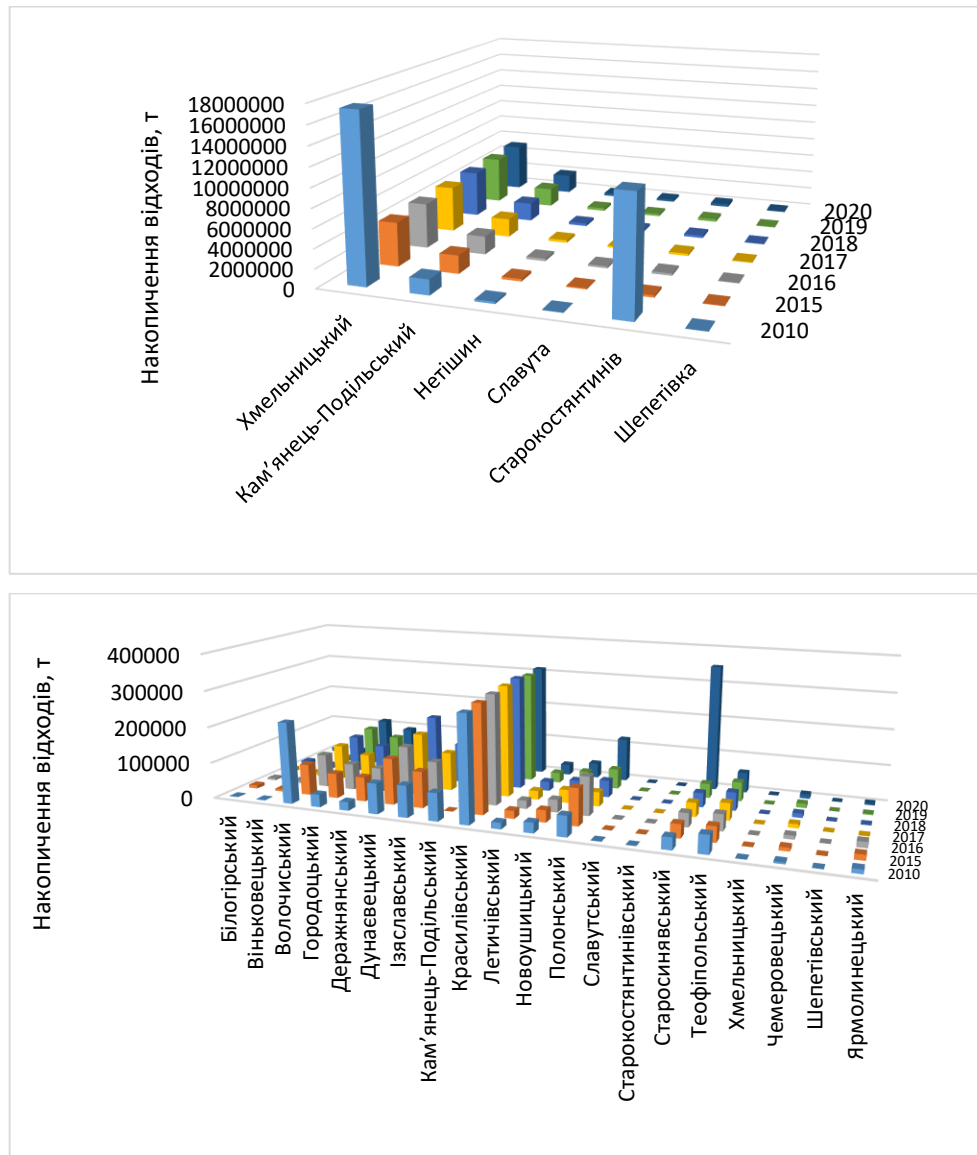 Накопичення відходів, т
18000000
16000000
14000000
12000000
10000000
8000000
6000000
4000000
2000000
0
2020
2019
2018
2017
2016
2015
2010
Хмельницький
Кам’янець-Подільський
Нетішин
Славута
Старокостянтинів
Шепетівка
Накопичення відходів, т
400000
300000
200000
100000
0
2020
2019
2018
2017
2016
2015
2010
Білогірський
Віньковецький
Волочиський
Городоцький
Деражнянський
Дунаєвецький
Ізяславський
Кам’янець-Подільський
Красилівський
Летичівський
Новоушицький
Полонський
Славутський
Старокостянтинівський
Старосинявський
Теофіпольський
Хмельницький
Чемеровецький
Шепетівський
Ярмолинецький